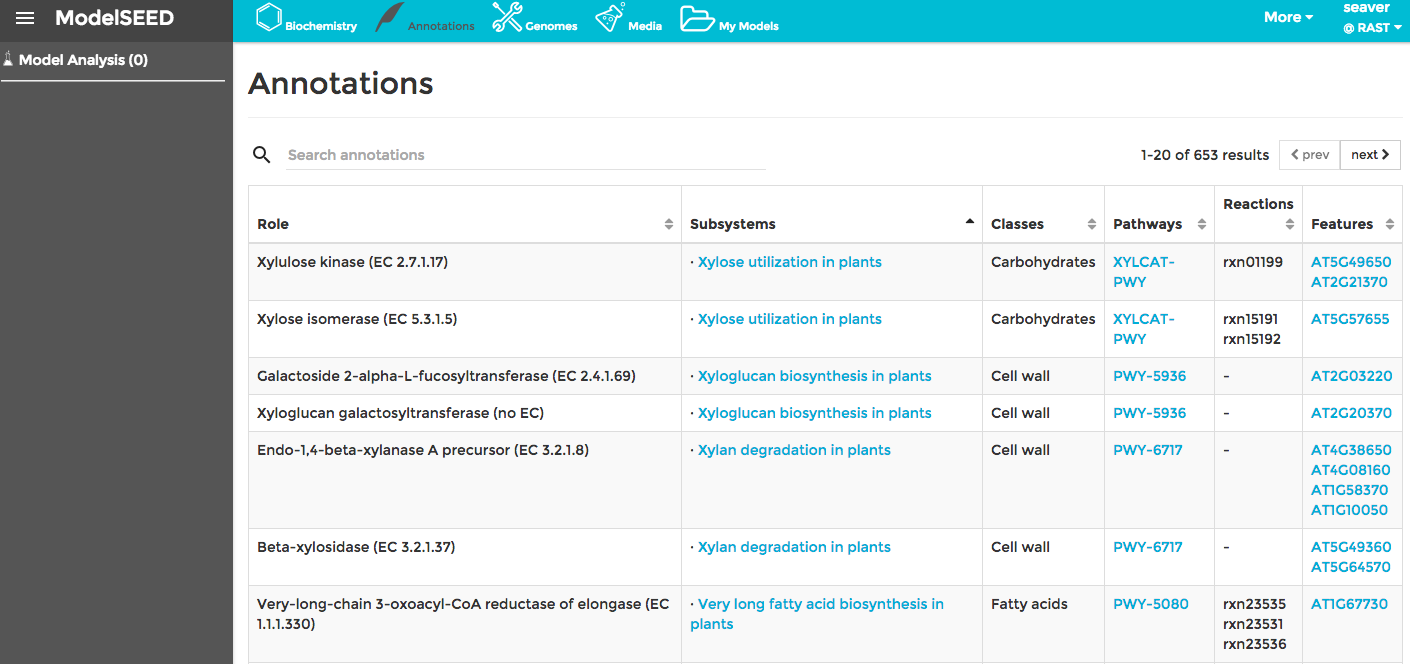 ModelSEED
Biochemistry
Annotations
Genomes
Media
My Models
More
seaver
@ RAST
Model Analysis (0)
Annotations
Search annotations
1-20 of 653 results
prev
next
Role
Subsystems
Classes
Pathways
Reactions
Features
Xylulose kinase (EC 2.7.1.17)
· Xylose utilization in plants
Carbohydrates
XYLCAT-
PWY
rxn01199
AT5G49650
AT2G21370
Xylose isomerase (EC 5.3.1.5)
· Xylose utilization in plants
Carbohydrates
XYLCAT-
PWY
rxn15191
rxn15192
AT5G57655
Galactoside 2-alpha-L-fucosyltransferase (EC 2.4.1.69)
· Xyloglucan biosynthesis in plants
Cell wall
PWY-5936
-
AT2G03220
Xyloglucan galactosyltransferase (no EC)
· Xyloglucan biosynthesis in plants
Cell wall
PWY-5936
-
AT2G20370
Endo-1,4-beta-xylanase A precursor (EC 3.2.1.8)
· Xylan degradation in plants
Cell wall
PWY-6717
-
AT4G38650
AT4G08160
AT1G58370
AT1G10050
Beta-xylosidase (EC 3.2.1.37)
· Xylan degradation in plants
Cell wall
PWY-6717
-
AT5G49360
AT5G64570
Very-long-chain 3-oxoacyl-CoA reductase of elongase (EC
1.1.1.330)
· Very long fatty acid biosynthesis in
plants
Fatty acids
PWY-5080
rxn23535
rxn23531
rxn23536
AT1G67730